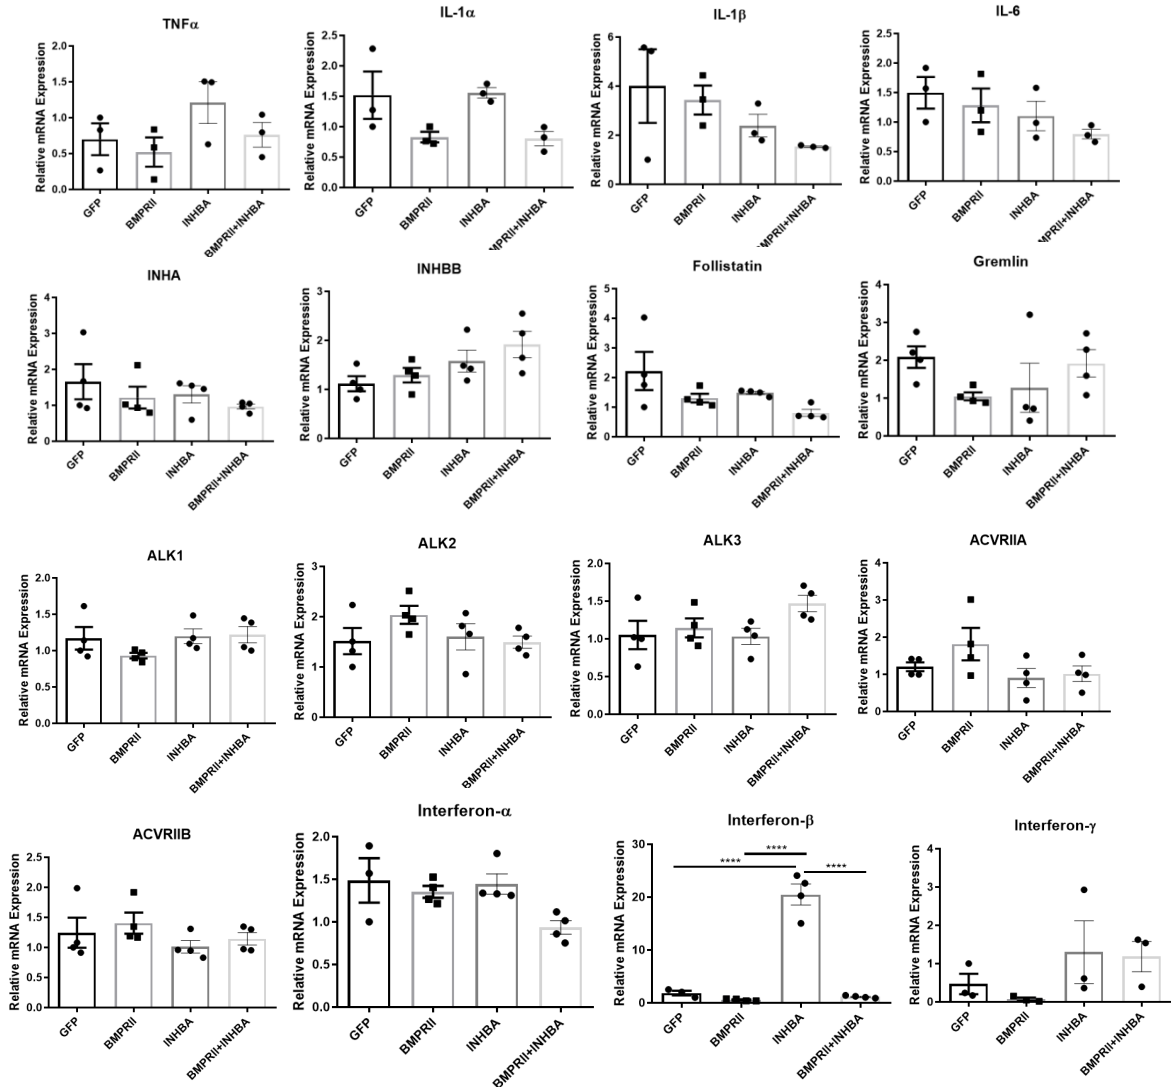 TNFα
Relative mRNA Expression
2.0
1.5
1.0
0.5
0.0
GFP
BMPRII
INHBA
BMPRII+INHBA
IL-1α
Relative mRNA Expression
2.5
2.0
1.5
1.0
0.5
0.0
GFP
BMPRII
INHBA
BMPRII+INHBA
IL-1β
Relative mRNA Expression
6
4
2
0
GFP
BMPRII
INHBA
BMPRII+INHBA
IL-6
Relative mRNA Expression
2.5
2.0
1.5
1.0
0.5
0.0
GFP
BMPRII
INHBA
BMPRII+INHBA
INHA
Relative mRNA Expression
4
3
2
1
0
GFP
BMPRII
INHBA
BMPRII+INHBA
INHBB
Relative mRNA Expression
3
2
1
0
GFP
BMPRII
INHBA
BMPRII+INHBA
Follistatin
Relative mRNA Expression
5
4
3
2
1
0
GFP
BMPRII
INHBA
BMPRII+INHBA
Gremlin
Relative mRNA Expression
4
3
2
1
0
GFP
BMPRII
INHBA
BMPRII+INHBA
ALK1
Relative mRNA Expression
2.0
1.5
1.0
0.5
0.0
GFP
BMPRII
INHBA
BMPRII+INHBA
ALK2
Relative mRNA Expression
3
2
1
0
GFP
BMPRII
INHBA
BMPRII+INHBA
ALK3
Relative mRNA Expression
2.0
1.5
1.0
0.5
0.0
GFP
BMPRII
INHBA
BMPRII+INHBA
ACVRIIA
Relative mRNA Expression
4
3
2
1
0
GFP
BMPRII
INHBA
BMPRII+INHBA
ACVRIIB
Relative mRNA Expression
2.5
2.0
1.5
1.0
0.5
0.0
GFP
BMPRII
INHBA
BMPRII+INHBA
Interferon-α
Relative mRNA Expression
2.0
1.5
1.0
0.5
0.0
GFP
BMPRII
INHBA
BMPRII+INHBA
Interferon-β
Relative mRNA Expression
30
20
10
0
****
****
****
GFP
BMPRII
INHBA
BMPRII+INHBA
Interferon-γ
Relative mRNA Expression
4
3
2
1
0
GFP
BMPRII
INHBA
BMPRII+INHBA